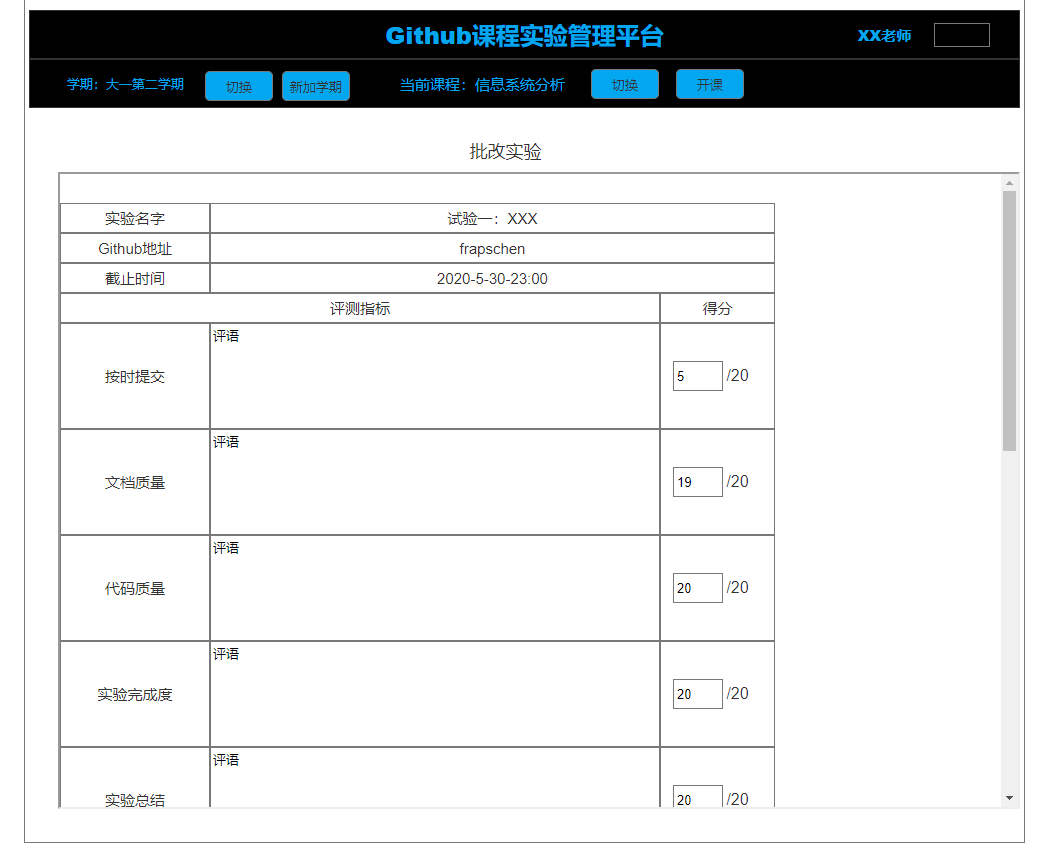 Github课程实验管理平台
XX老师
学期：大一第二学期 切换 新加学期 当前课程：信息系统分析 切换 开课
批改实验
实验名字 试验一：XXX
Github地址 frapschen
截止时间 2020-5-30-23:00
评测指标 得分
评语
按时提交 5 /20
评语
文档质量 19 /20
评语
代码质量 20 /20
评语
实验完成度 20 /20
评语
实验总结 20 /20